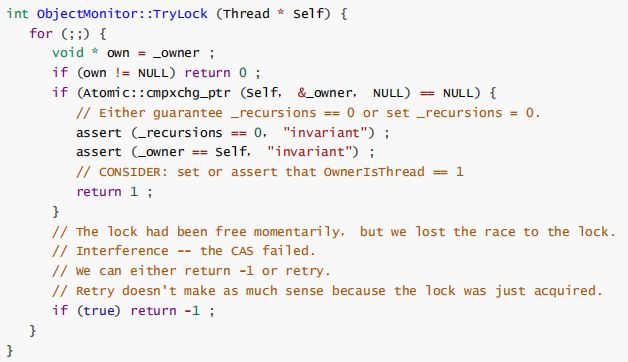 int ObjectMonitor::TryLock (Thread * Self) {
   for (;;) {
      void * own = _owner ;
      if (own != NULL) return 0 ;
      if (Atomic::cmpxchg_ptr (Self, &_owner, NULL) == NULL) {
         // Either guarantee _recursions == 0 or set _recursions = 0.
         assert (_recursions == 0, "invariant") ;
         assert (_owner == Self, "invariant") ;
         // CONSIDER: set or assert that OwnerIsThread == 1
         return 1 ;
      }
      // The lock had been free momentarily, but we lost the race to the lock.
      // Interference -- the CAS failed.
      // We can either return -1 or retry.
      // Retry doesn't make as much sense because the lock was just acquired.
      if (true) return -1 ;
   }
}